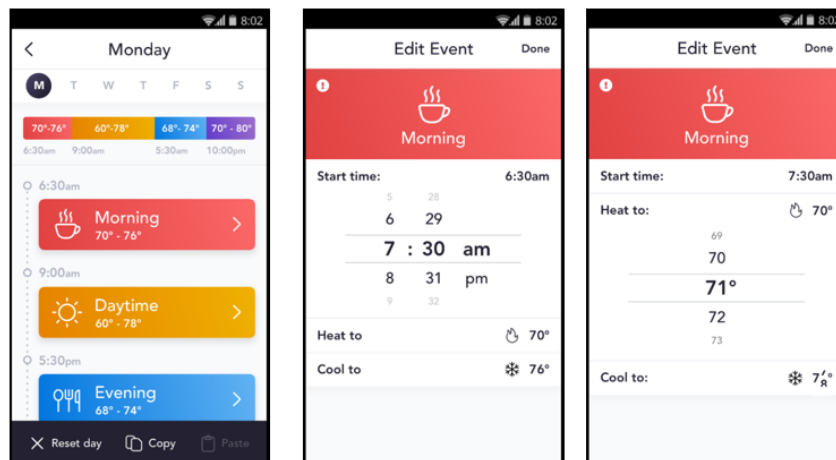 8:02
Monday
M T W T F S S
70°-76° 60°-78° 68°- 74° 70° - 80°
6:30am 9:00am 5:30am 10:00pm
6:30am
Morning
70° - 76°
9:00am
Daytime
60° - 78°
5:30pm
Evening
68° - 74°
Reset day Copy Paste
8:02
Edit Event Done
Morning
Start time: 6:30am
5 28
6 29
7 : 30 am
8 31 pm
9 32
Heat to 70°
Cool to 76°
8:02
Edit Event Done
Morning
Start time: 7:30am
Heat to: 70°
69
70
71°
72
73
Cool to: